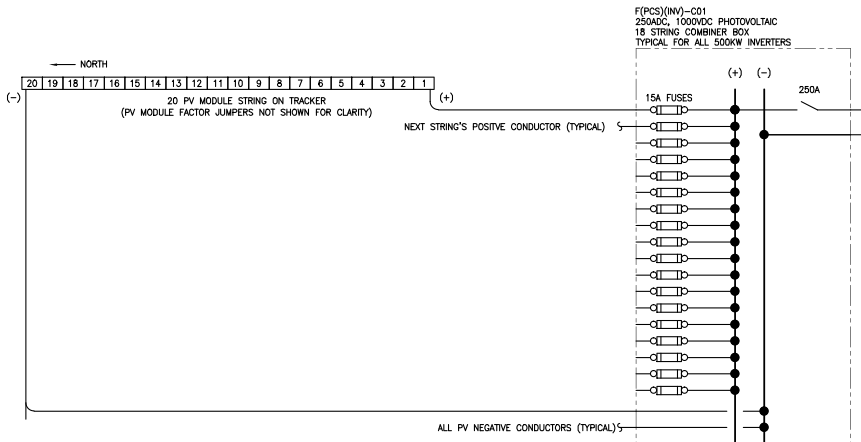 F(PCS)(INV)-C01
250ADC, 1000VDC PHOTOVOLTAIC
18 STRING COMBINER BOX
TYPICAL FOR ALL 500KW INVERTERS
NORTH
20 19 18 17 16 15 14 13 12 11 10 9 8 7 6 5 4 3 2 1
(-)
(+)
20 PV MODULE STRING ON TRACKER
(PV MODULE FACTOR JUMPERS NOT SHOWN FOR CLARITY)
(+)
(-)
250A
15A FUSES
NEXT STRING'S POSITVE CONDUCTOR (TYPICAL)
ALL PV NEGATIVE CONDUCTORS (TYPICAL)